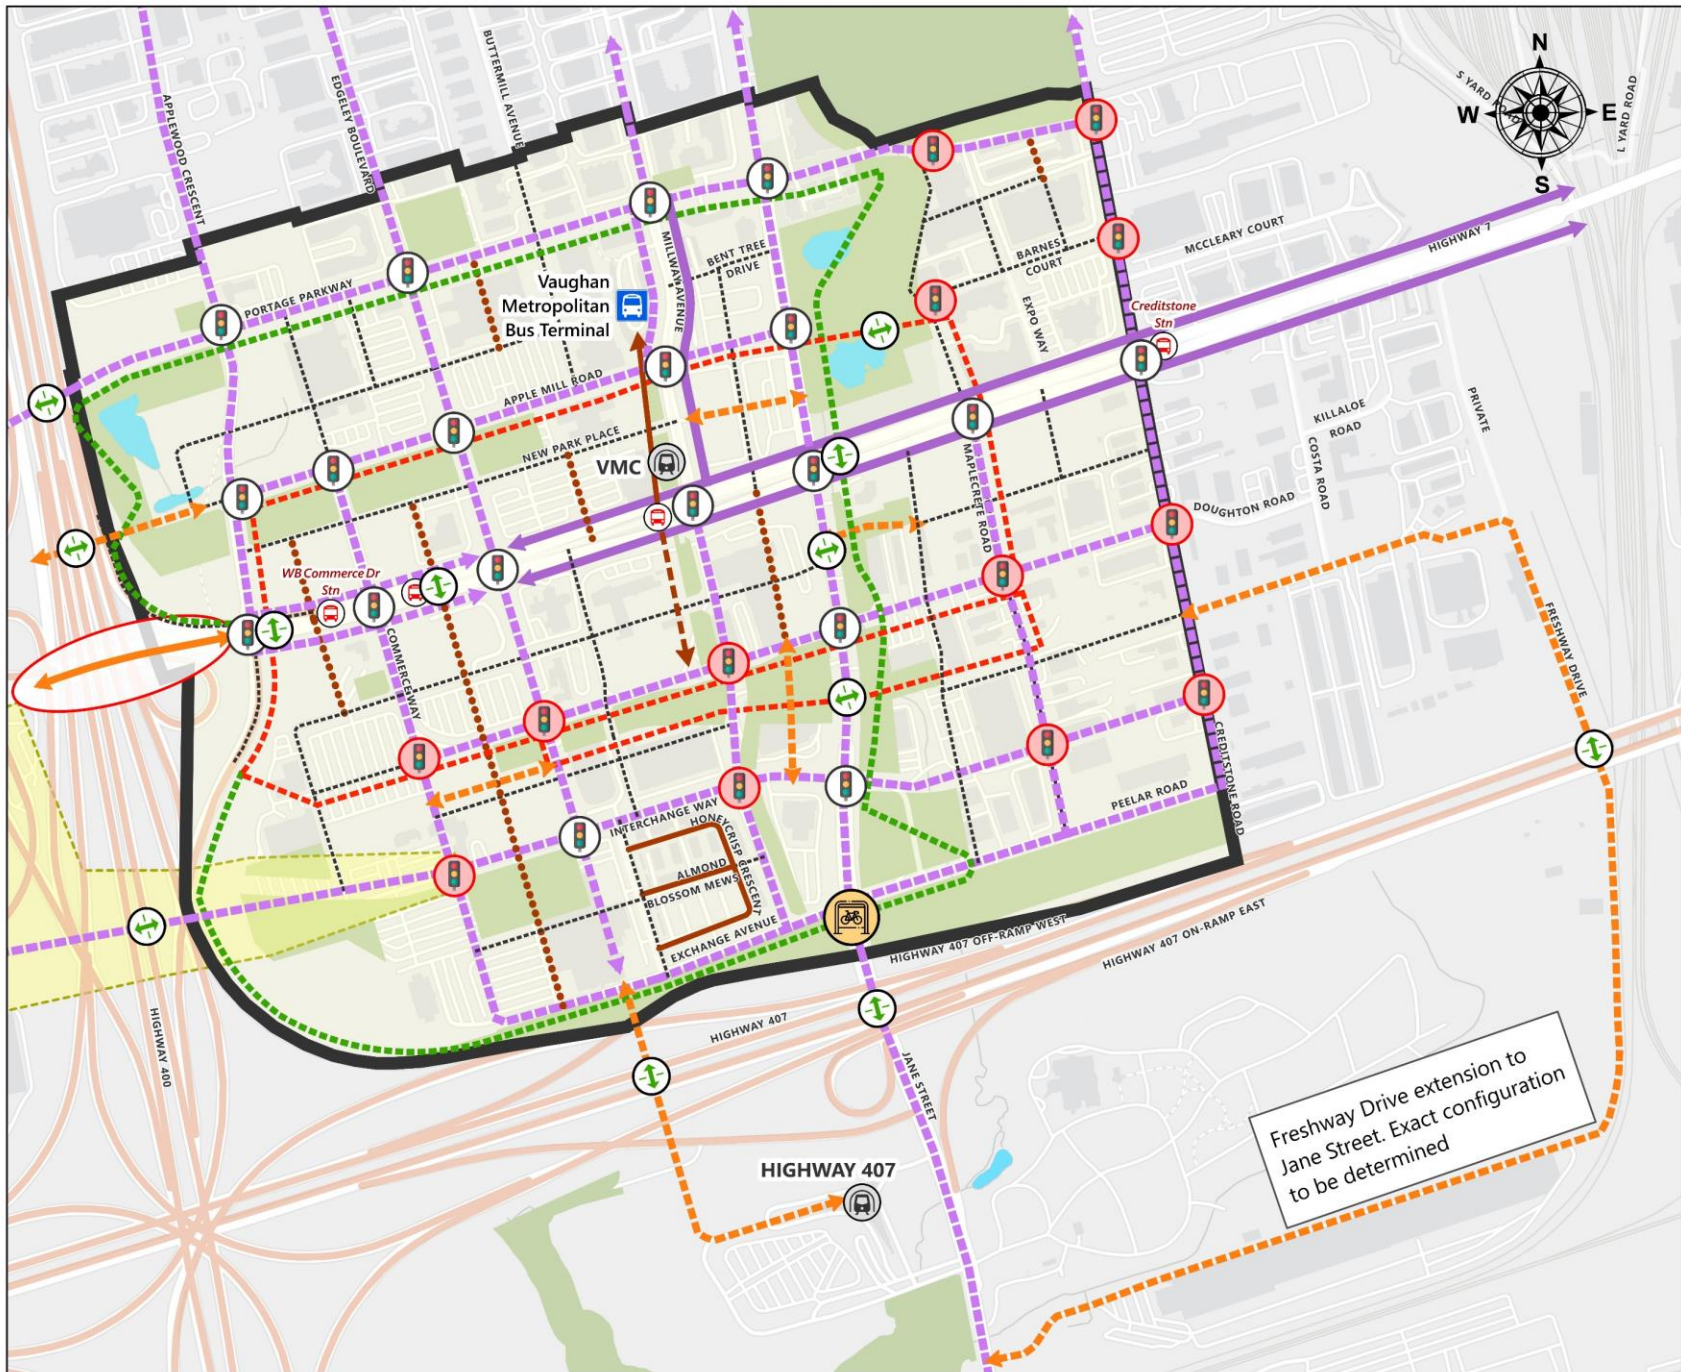 N
W
E
S
S YARD ROAD
L YARD ROAD
APPLEWOOD CRESCENT
EDGELEY BOULEVARD
BUTTERMILL AVENUE
PORTAGE PARKWAY
MILLWAY AVENUE
BENT TREE
DRIVE
BARNES
COURT
MCCLEARY COURT
HIGHWAY 7
Vaughan
Metropolitan
Bus Terminal
EXPO WAY
Creditstone
Stn
APPLE MILL ROAD
NEW PARK PLACE
VMC
MAPLECRETE ROAD
KILLALOE
ROAD
COSTA ROAD
PRIVATE
DOUGHTON ROAD
WB Commerce Dr
Stn
COMMERCE WAY
FRESHWAY DRIVE
CREDITSTONE ROAD
PEELAR ROAD
INTERCHANGE WAY
HONEYCRISP CRESCENT
ALMOND
BLOSSOM MEWS
EXCHANGE AVENUE
HIGHWAY 407 OFF-RAMP WEST
HIGHWAY 407 ON-RAMP EAST
HIGHWAY 407
HIGHWAY 400
JANE STREET
HIGHWAY 407
Freshway Drive extension to
Jane Street. Exact configuration
to be determined